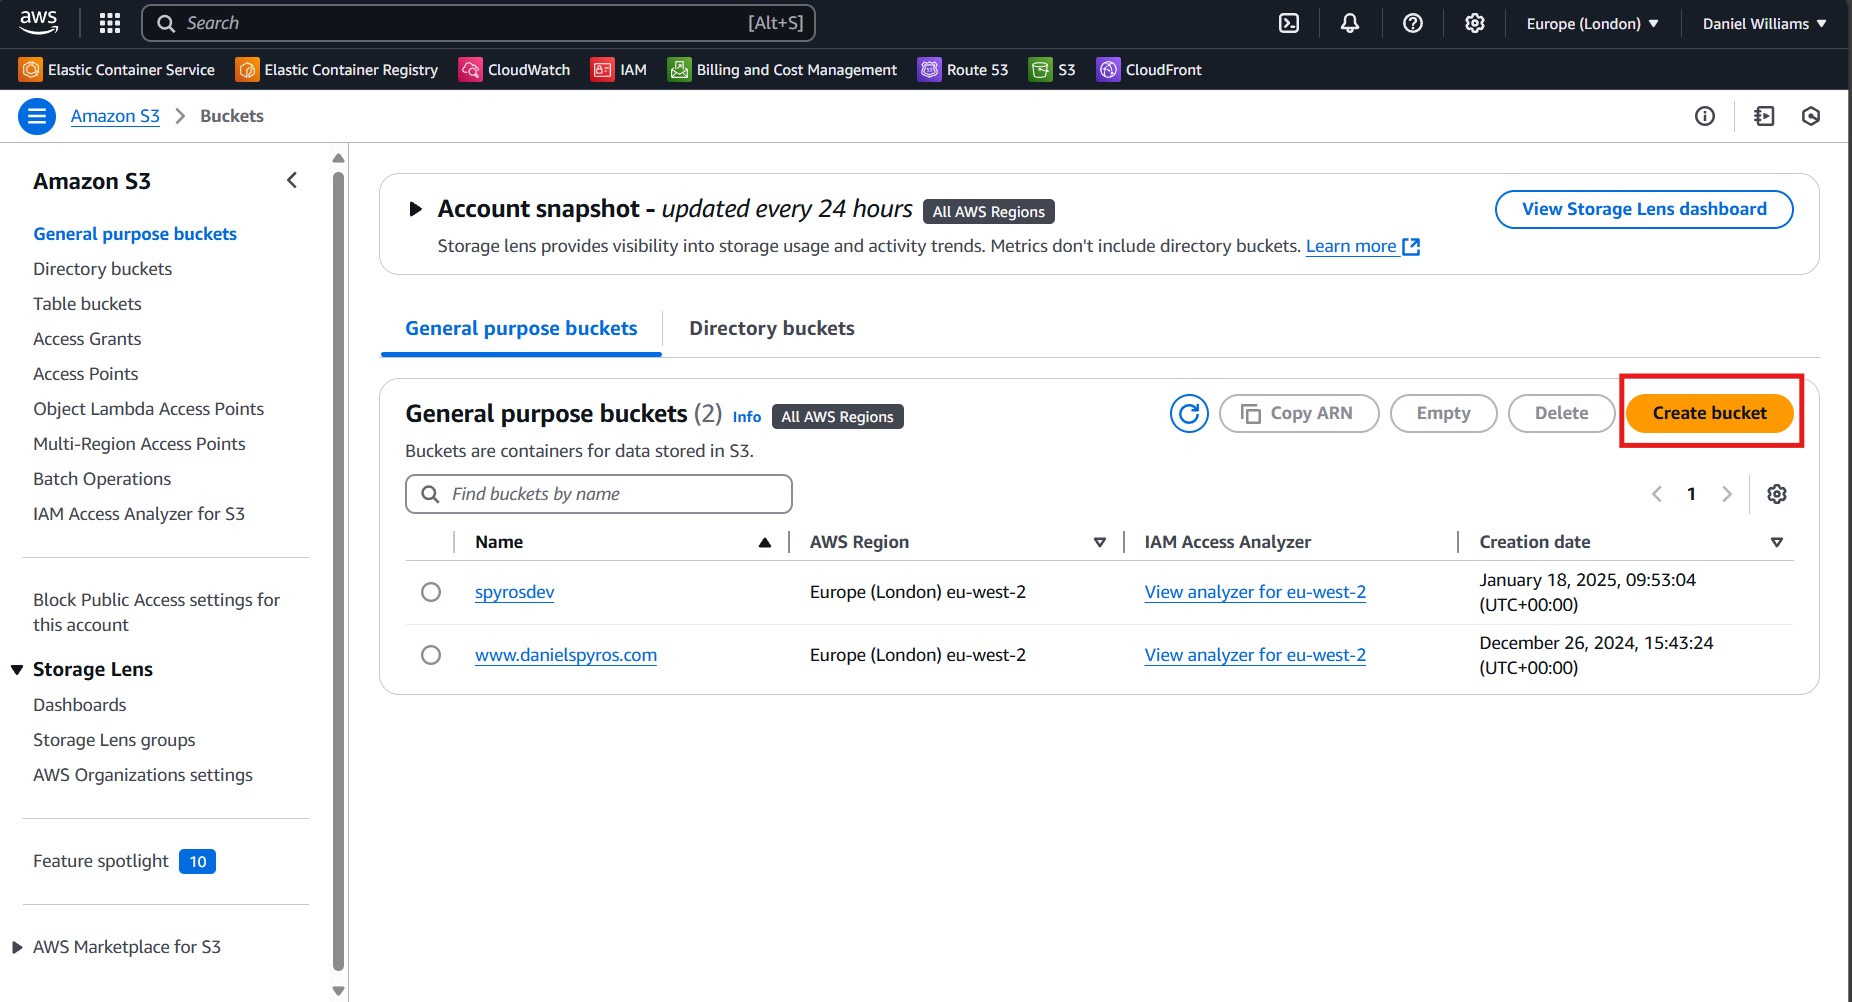 aws
Search [Alt+S]
Europe (London)
Daniel Williams
Elastic Container Service
Elastic Container Registry
CloudWatch
IAM
Billing and Cost Management
Route 53
S3
CloudFront
Amazon S3 > Buckets
Amazon S3
General purpose buckets
Directory buckets
Table buckets
Access Grants
Access Points
Object Lambda Access Points
Multi-Region Access Points
Batch Operations
IAM Access Analyzer for S3
Block Public Access settings for
this account
Storage Lens
Dashboards
Storage Lens groups
AWS Organizations settings
Feature spotlight 10
AWS Marketplace for S3
Account snapshot - updated every 24 hours All AWS Regions
View Storage Lens dashboard
Storage lens provides visibility into storage usage and activity trends. Metrics don't include directory buckets. Learn more
General purpose buckets
Directory buckets
General purpose buckets (2) Info All AWS Regions
Copy ARN
Empty
Delete
Create bucket
Buckets are containers for data stored in S3.
Find buckets by name
1
Name AWS Region IAM Access Analyzer Creation date
spyrosdev Europe (London) eu-west-2 View analyzer for eu-west-2 January 18, 2025, 09:53:04
(UTC+00:00)
www.danielspyros.com Europe (London) eu-west-2 View analyzer for eu-west-2 December 26, 2024, 15:43:24
(UTC+00:00)